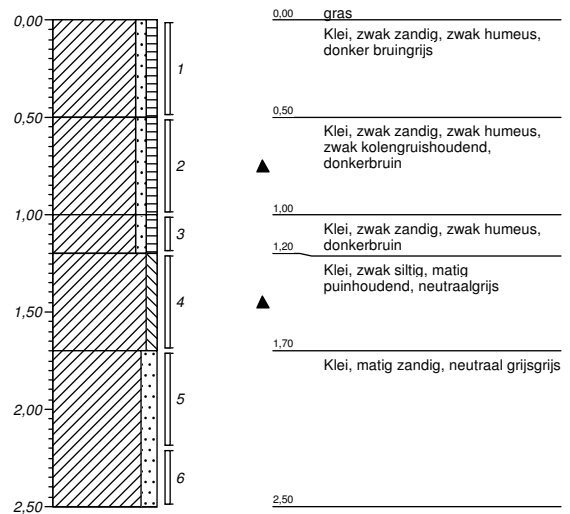 0,00
0,50
1,00
1,50
2,00
2,50
1
2
3
4
5
6
0,00
gras
Klei, zwak zandig, zwak humeus,
donker bruingrijs
0,50
Klei, zwak zandig, zwak humeus,
zwak kolengruishoudend,
donkerbruin
1,00
Klei, zwak zandig, zwak humeus,
donkerbruin
1,20
Klei, zwak siltig, matig
puinhoudend, neutraalgrijs
1,70
Klei, matig zandig, neutraal grijsgrijs
2,50